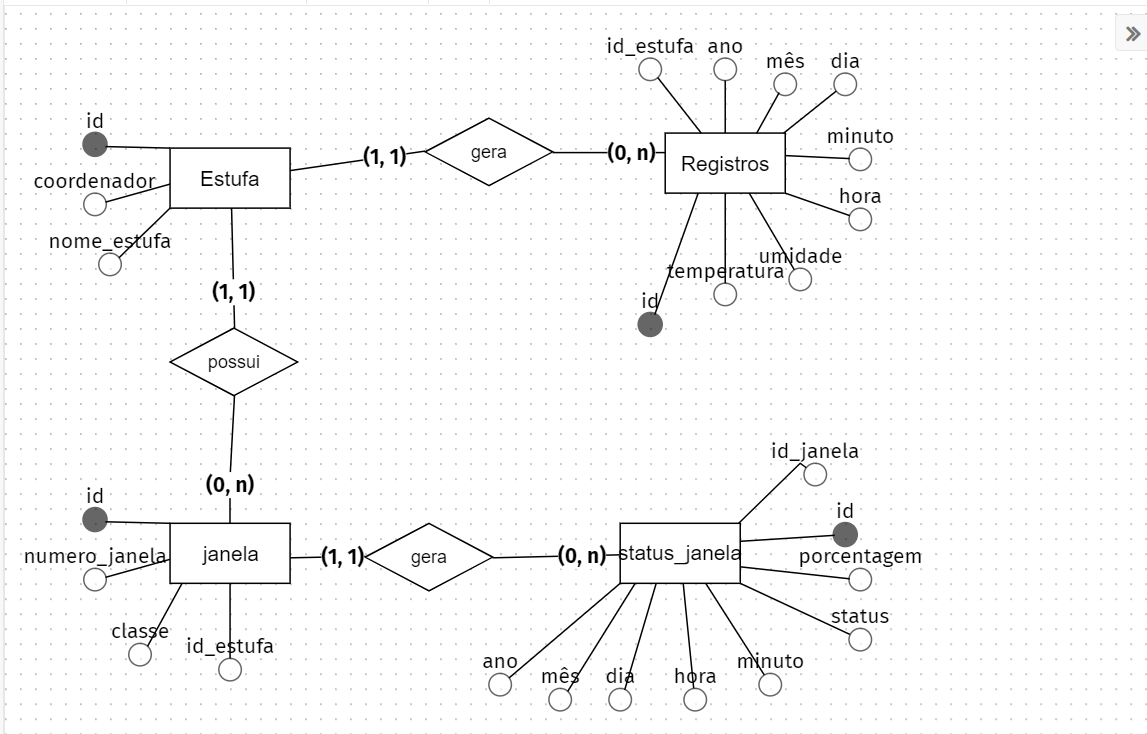 id_estufa
ano
mês
dia
id
minuto
(1, 1)
gera
(0, n)
Registros
coordenador
Estufa
hora
nome_estufa
umidade
temperatura
(1, 1)
id
possui
id_janela
(0, n)
id
id
numero_janela
janela
(1, 1)
gera
(0, n)
status_janela
porcentagem
status
classe
id_estufa
ano
mês
dia
hora
minuto